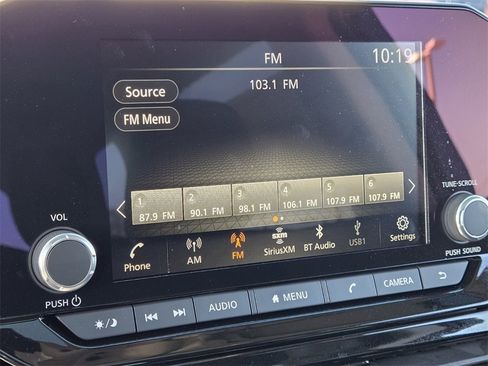 FM 10:19
103.1 FM
Source
FM Menu
1 2 3 4 5 6
87.9 FM 90.1 FM 98.1 FM 106.1 FM 107.9 FM 107.9 FM
Phone AM FM SiriusXM BT Audio USB1 Settings
sxm
VOL
PUSH
TUNE•SCROLL
PUSH SOUND
AUDIO MENU CAMERA